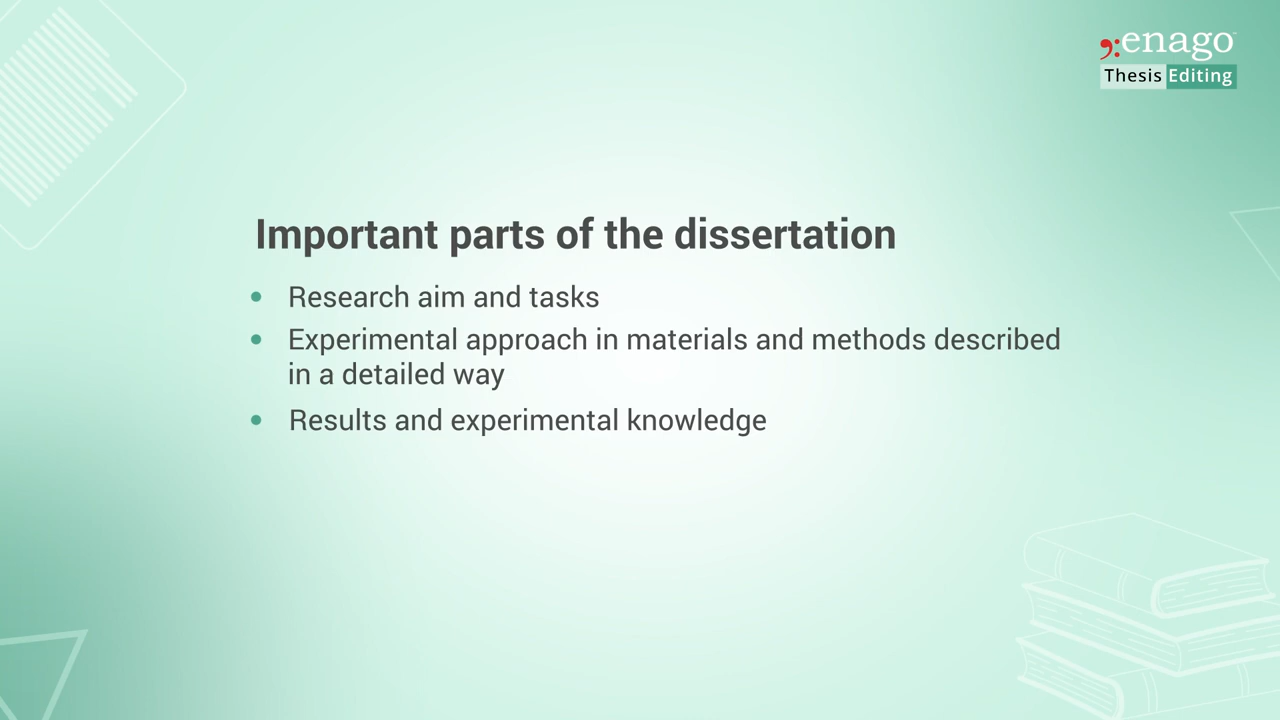 enago
Thesis Editing
Important parts of the dissertation
• Research aim and tasks
• Experimental approach in materials and methods described
in a detailed way
• Results and experimental knowledge